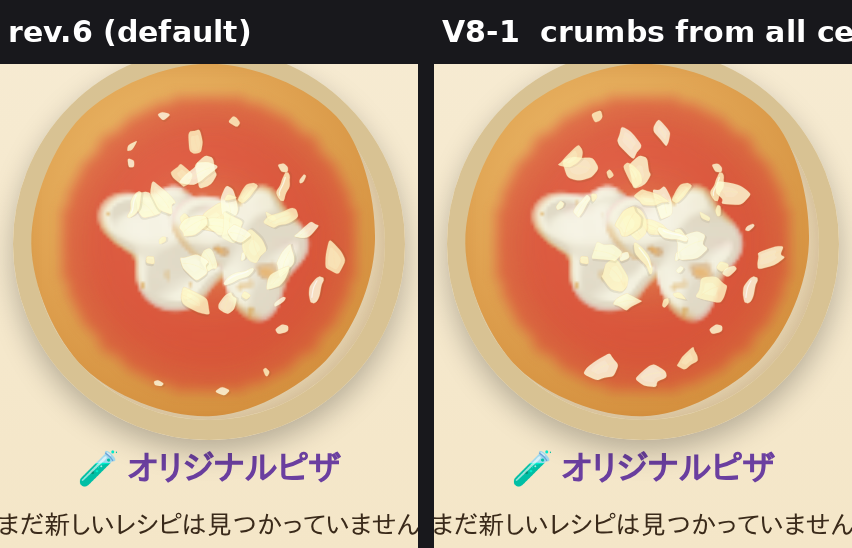 rev.6 (default)
V8-1 crumbs from all ce
オリジナルピザ
オリジナルピザ
まだ新しいレシピは見つかっていません
まだ新しいレシピは見つかっていません